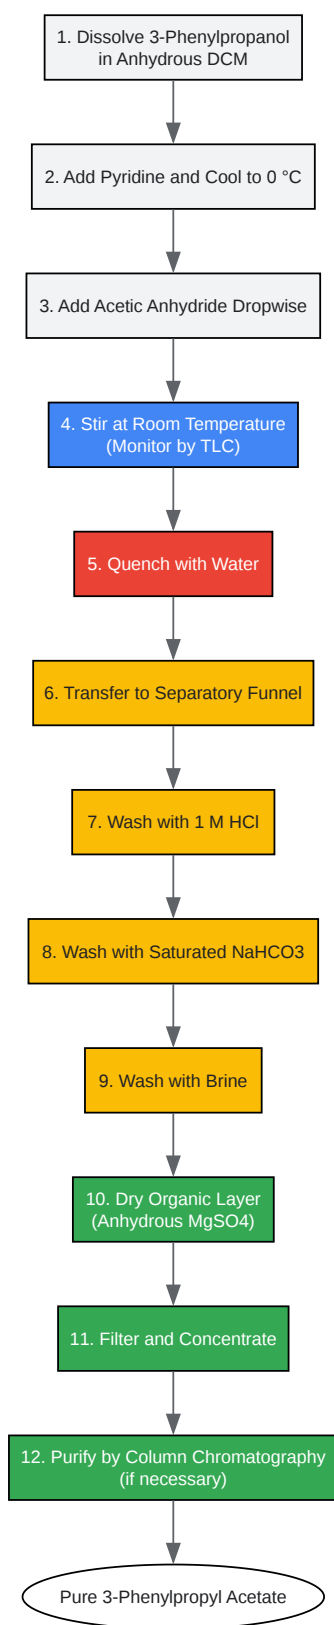 1. Dissolve 3-Phenylpropanol
in Anhydrous DCM
2. Add Pyridine and Cool to 0 °C
3. Add Acetic Anhydride Dropwise
4. Stir at Room Temperature
(Monitor by TLC)
5. Quench with Water
6. Transfer to Separatory Funnel
7. Wash with 1 M HCl
8. Wash with Saturated NaHCO3
9. Wash with Brine
10. Dry Organic Layer
(Anhydrous MgSO4)
11. Filter and Concentrate
12. Purify by Column Chromatography
(if necessary)
Pure 3-Phenylpropyl Acetate